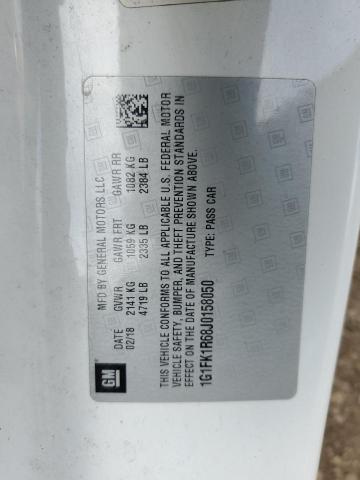 MFD BY GENERAL MOTORS LLC
DATE GVWR GAWR FRT GAWR RR
02/18 2141 KG 1059 KG 1082 KG
4719 LB 2335 LB 2384 LB
THIS VEHICLE CONFORMS TO ALL APPLICABLE U.S. FEDERAL MOTOR
VEHICLE SAFETY, BUMPER, AND THEFT PREVENTION STANDARDS IN
EFFECT ON THE DATE OF MANUFACTURE SHOWN ABOVE.
1G1FK1R68J0158050 TYPE: PASS CAR
GM